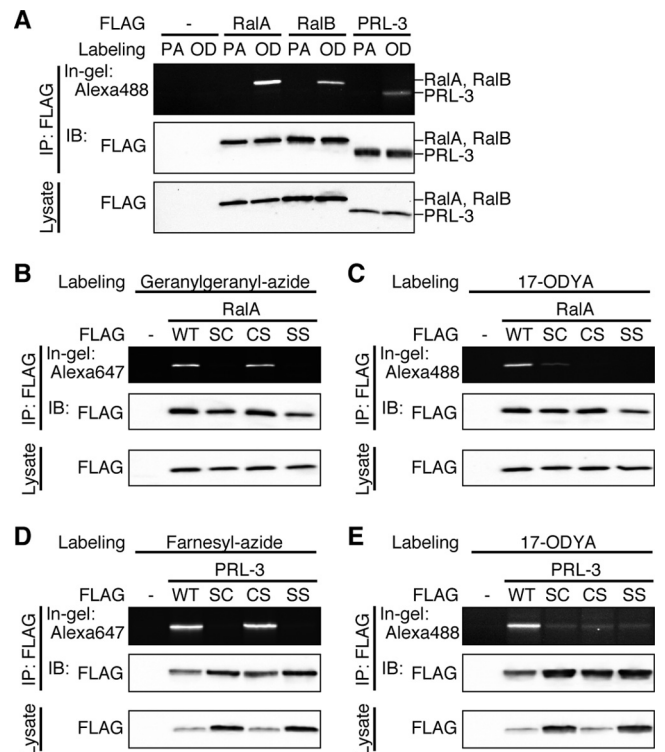 A
FLAG - RalA RalB PRL-3
Labeling PA OD PA OD PA OD PA OD
IP: FLAG
In-gel:
Alexa488
RalA, RalB
PRL-3
IB: FLAG
RalA, RalB
PRL-3
Lysate
FLAG
RalA, RalB
PRL-3
B
Labeling Geranylgeranyl-azide
RalA
FLAG - WT SC CS SS
IP: FLAG
In-gel:
Alexa647
IB: FLAG
Lysate
FLAG
C
Labeling 17-ODYA
RalA
FLAG - WT SC CS SS
IP: FLAG
In-gel:
Alexa488
IB: FLAG
Lysate
FLAG
D
Labeling Farnesyl-azide
PRL-3
FLAG - WT SC CS SS
IP: FLAG
In-gel:
Alexa647
IB: FLAG
Lysate
FLAG
E
Labeling 17-ODYA
PRL-3
FLAG - WT SC CS SS
IP: FLAG
In-gel:
Alexa488
IB: FLAG
Lysate
FLAG